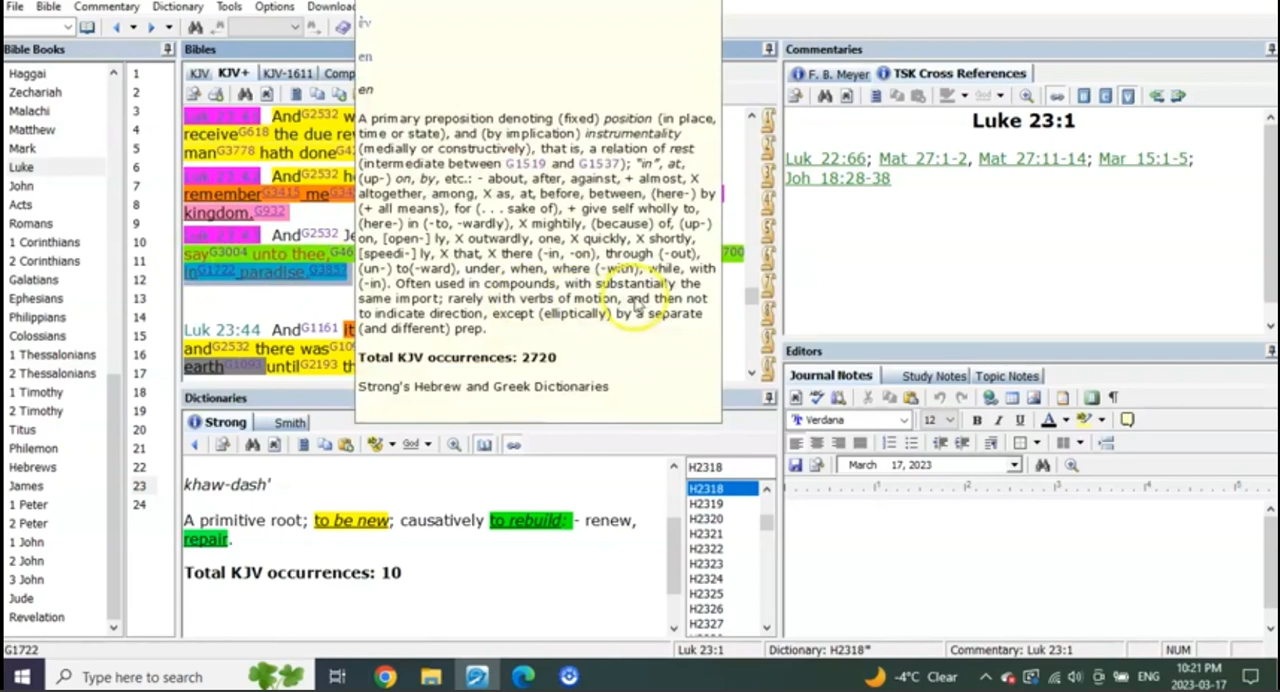 File Bible Commentary Dictionary Tools Options Download
Bible Books
Haggai
Zechariah
Malachi
Matthew
Mark
Luke
John
Acts
Romans
1 Corinthians
2 Corinthians
Galatians
Ephesians
Philippians
Colossians
1 Thessalonians
2 Thessalonians
1 Timothy
2 Timothy
Titus
Philemon
Hebrews
James
1 Peter
2 Peter
1 John
2 John
3 John
Jude
Revelation
1
2
3
4
5
6
7
8
9
10
11
12
13
14
15
16
17
18
19
20
21
22
23
24
Bibles
KJV KJV+ KJV-1611 Comp
And G2532 w
receive G618 the due re
man G3778 hath done G
And G2532 he
remember G3415 me G
kingdom. G932
And G2532 Je
say G3004 unto thee, G46
in G1722 paradise. G3857
Luk 23:44 And G1161 it
and G2532 there was G
earth G1093 until G2193 th
en
en
A primary preposition denoting (fixed) position (in place,
time or state), and (by implication) instrumentality
(medially or constructively), that is, a relation of rest
(intermediate between G1519 and G1537); "in", at,
(up-) on, by, etc.: - about, after, against, + almost, X
altogether, among, X as, at, before, between, (here-) by
(+ all means), for (. . . sake of), + give self wholly to,
(here-) in (-to, -wardly), X mightily, (because) of, (up-)
on, [open-] ly, X outwardly, one, X quickly, X shortly,
[speedi-] ly, X that, X there (-in, -on), through (-out),
(un-) to(-ward), under, when, where (-with), while, with
(-in). Often used in compounds, with substantially the
same import; rarely with verbs of motion, and then not
to indicate direction, except (elliptically) by a separate
(and different) prep.
Total KJV occurrences: 2720
Strong's Hebrew and Greek Dictionaries
700
Dictionaries
Strong Smith
khaw-dash'
A primitive root; to be new; causatively to rebuild: - renew,
repair.
Total KJV occurrences: 10
H2318
H2318
H2319
H2320
H2321
H2322
H2323
H2324
H2325
H2326
H2327
Commentaries
F. B. Meyer TSK Cross References
Luke 23:1
Luk 22:66; Mat 27:1-2, Mat 27:11-14; Mar 15:1-5;
Joh 18:28-38
Editors
Journal Notes Study Notes Topic Notes
Verdana 12 B I U A
March 17, 2023
1 2 3 4 5
G1722 Luk 23:1 Dictionary: H2318* Commentary: Luk 23:1 NUM
Type here to search
-4°C Clear ENG
10:21 PM
2023-03-17